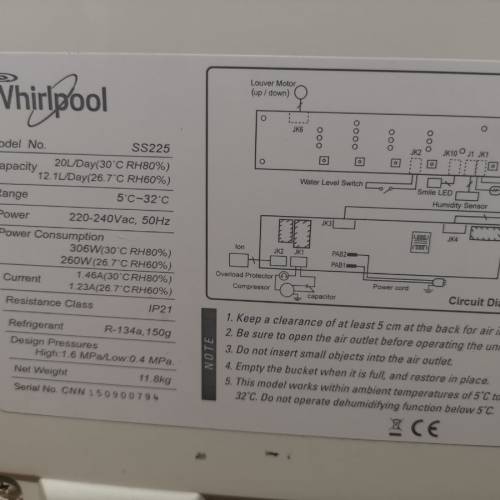 Whirlpool
Model No. SS225
Capacity 20L/Day(30°C RH80%)
12.1L/Day(26.7°C RH60%)
Range 5°C~32°C
Power 220-240Vac, 50Hz
Power Consumption
306W(30°C RH80%)
260W(26.7°C RH60%)
Current 1.46A(30°C RH80%)
1.23A(26.7°C RH60%)
Resistance Class IP21
Refrigerant R-134a,150g
Design Pressures
High:1.6 MPa/Low:0.4 MPa.
Net Weight 11.8kg
Serial No. CNN 150900794
Louver Motor
(up / down)
JK6
JK2 JK10 J1 JK1
Water Level Switch
Smile LED
Humidity Sensor
JK3
JK4
Ion
JK2 JK1
PAB2
PAB1
Overload Protector
Compressor
capacitor
Power cord
Circuit Dia
NOTE
1. Keep a clearance of at least 5 cm at the back for air
2. Be sure to open the air outlet before operating the
3. Do not insert small objects into the air outlet.
4. Empty the bucket when it is full, and restore in place.
5. This model works within ambient temperatures of 5°C to
32°C. Do not operate dehumidifying function below 5°C.
CE